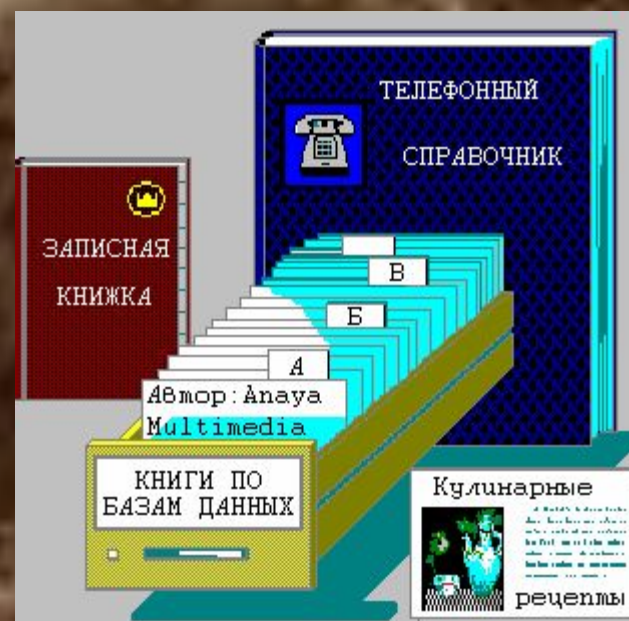 ТЕЛЕФОННЫЙ
СПРАВОЧНИК
ЗАПИСНАЯ
КНИЖКА
В
Б
А
Автор:Anaya
Multimedia
КНИГИ ПО
БАЗАМ ДАННЫХ
Кулинарные
рецепты